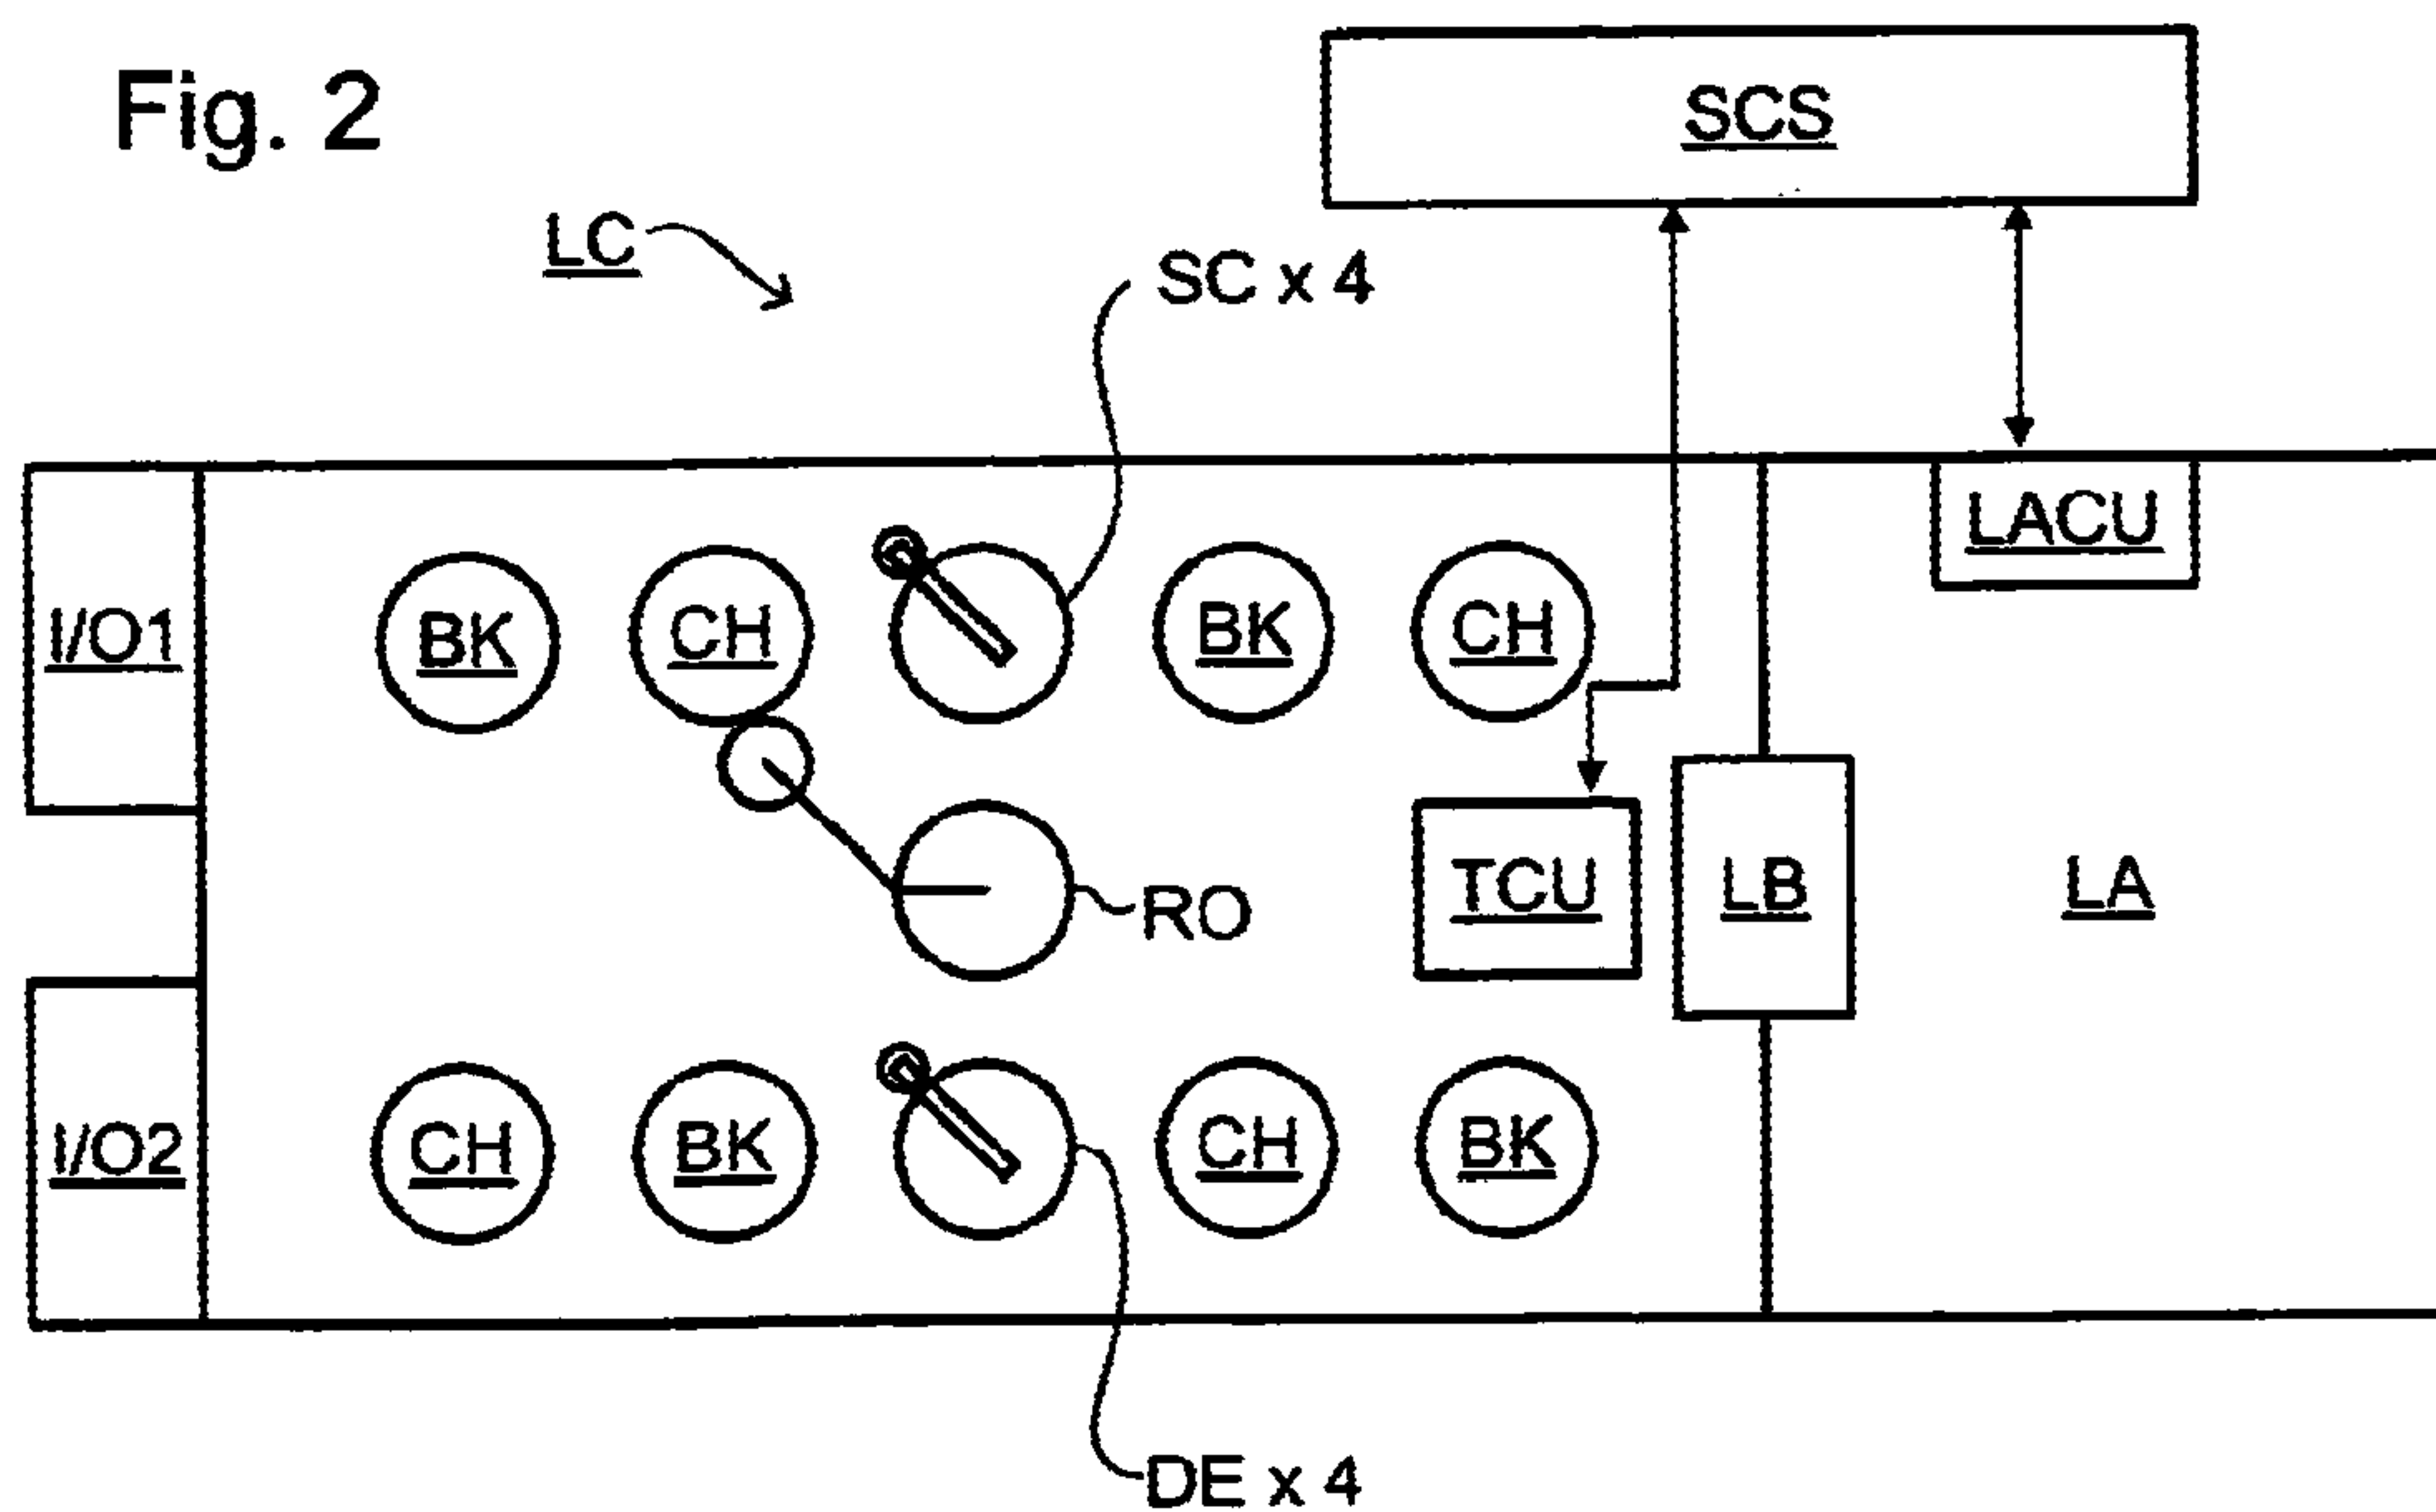 Fig. 2
SCS
LC
SC x 4
LACU
I/O1
BK
CH
BK
CH
TCU
LB
LA
RO
I/O2
CH
BK
CH
BK
DE x 4